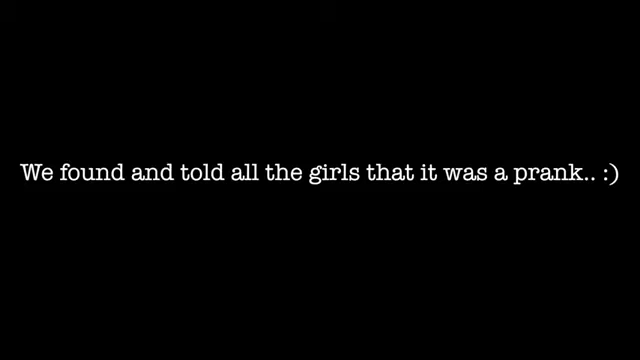 We found and told all the girls that it was a prank.. :)